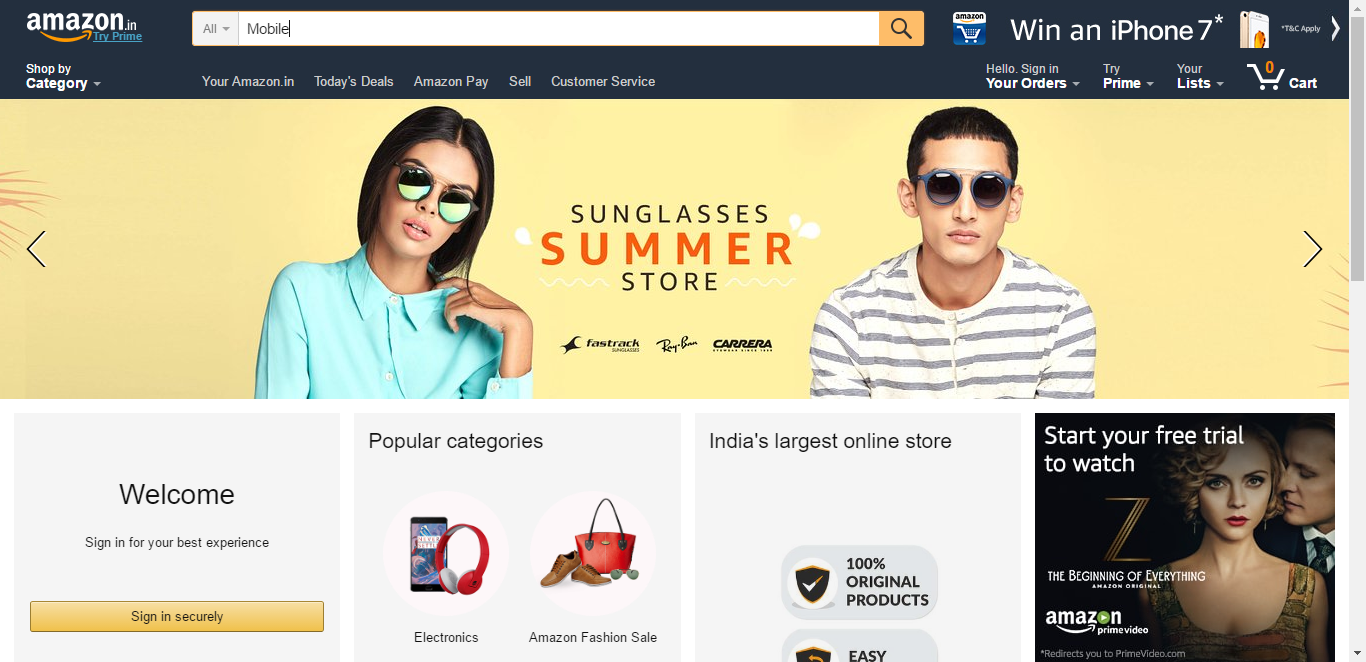 amazon.in
Try Prime
All
Mobile
amazon
Win an iPhone 7*
*T&C Apply
Shop by
Category
Your Amazon.in
Today's Deals
Amazon Pay
Sell
Customer Service
Hello. Sign in
Your Orders
Try
Prime
Your
Lists
0
Cart
SUNGLASSES
SUMMER
STORE
fastrack
SUNGLASSES
Ray-Ban
CARRERA
EYEWEAR SINCE 1956
Welcome
Sign in for your best experience
Sign in securely
Popular categories
Electronics
Amazon Fashion Sale
India's largest online store
100%
ORIGINAL
PRODUCTS
EASY
Start your free trial
to watch
Z
THE BEGINNING OF EVERYTHING
AMAZON ORIGINAL
amazon
primevideo
*Redirects you to PrimeVideo.com